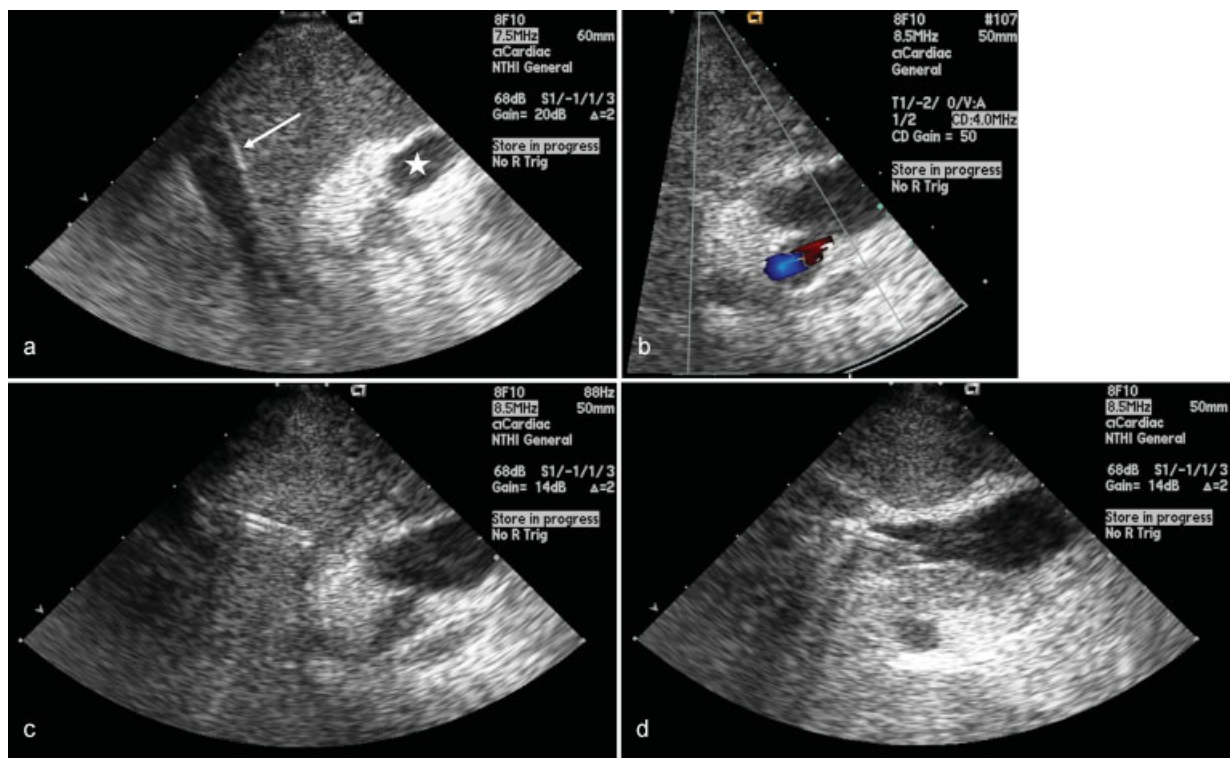 8F10
7.5MHz 60mm
Cardiac
NTHI General
68dB S1/-1/1/3
Gain= 20dB Δ=2
Store in progress
No R Trig
a
8F10 #107
8.5MHz 50mm
Cardiac
General
T1/-2/ 0/V:A
1/2 CD:4.0MHz
CD Gain = 50
Store in progress
No R Trig
b
8F10 88Hz
8.5MHz 50mm
Cardiac
NTHI General
68dB S1/-1/1/3
Gain= 14dB Δ=2
Store in progress
No R Trig
c
8F10
8.5MHz 50mm
Cardiac
NTHI General
68dB S1/-1/1/3
Gain= 14dB Δ=2
Store in progress
No R Trig
d